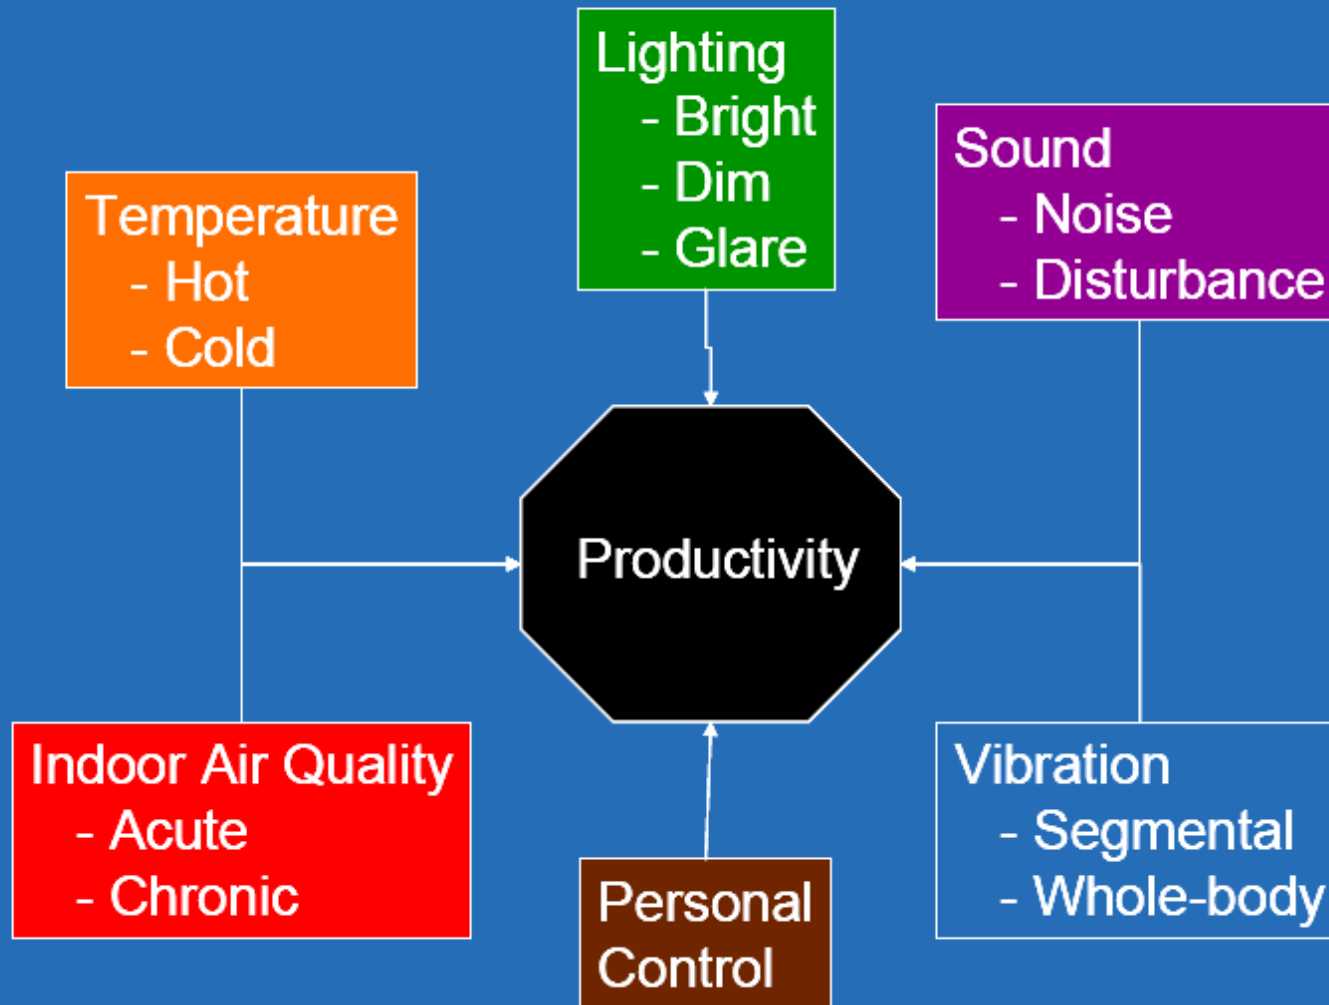 Lighting
- Bright
- Dim
- Glare
Sound
- Noise
- Disturbance
Temperature
- Hot
- Cold
Productivity
Indoor Air Quality
- Acute
- Chronic
Vibration
- Segmental
- Whole-body
Personal
Control